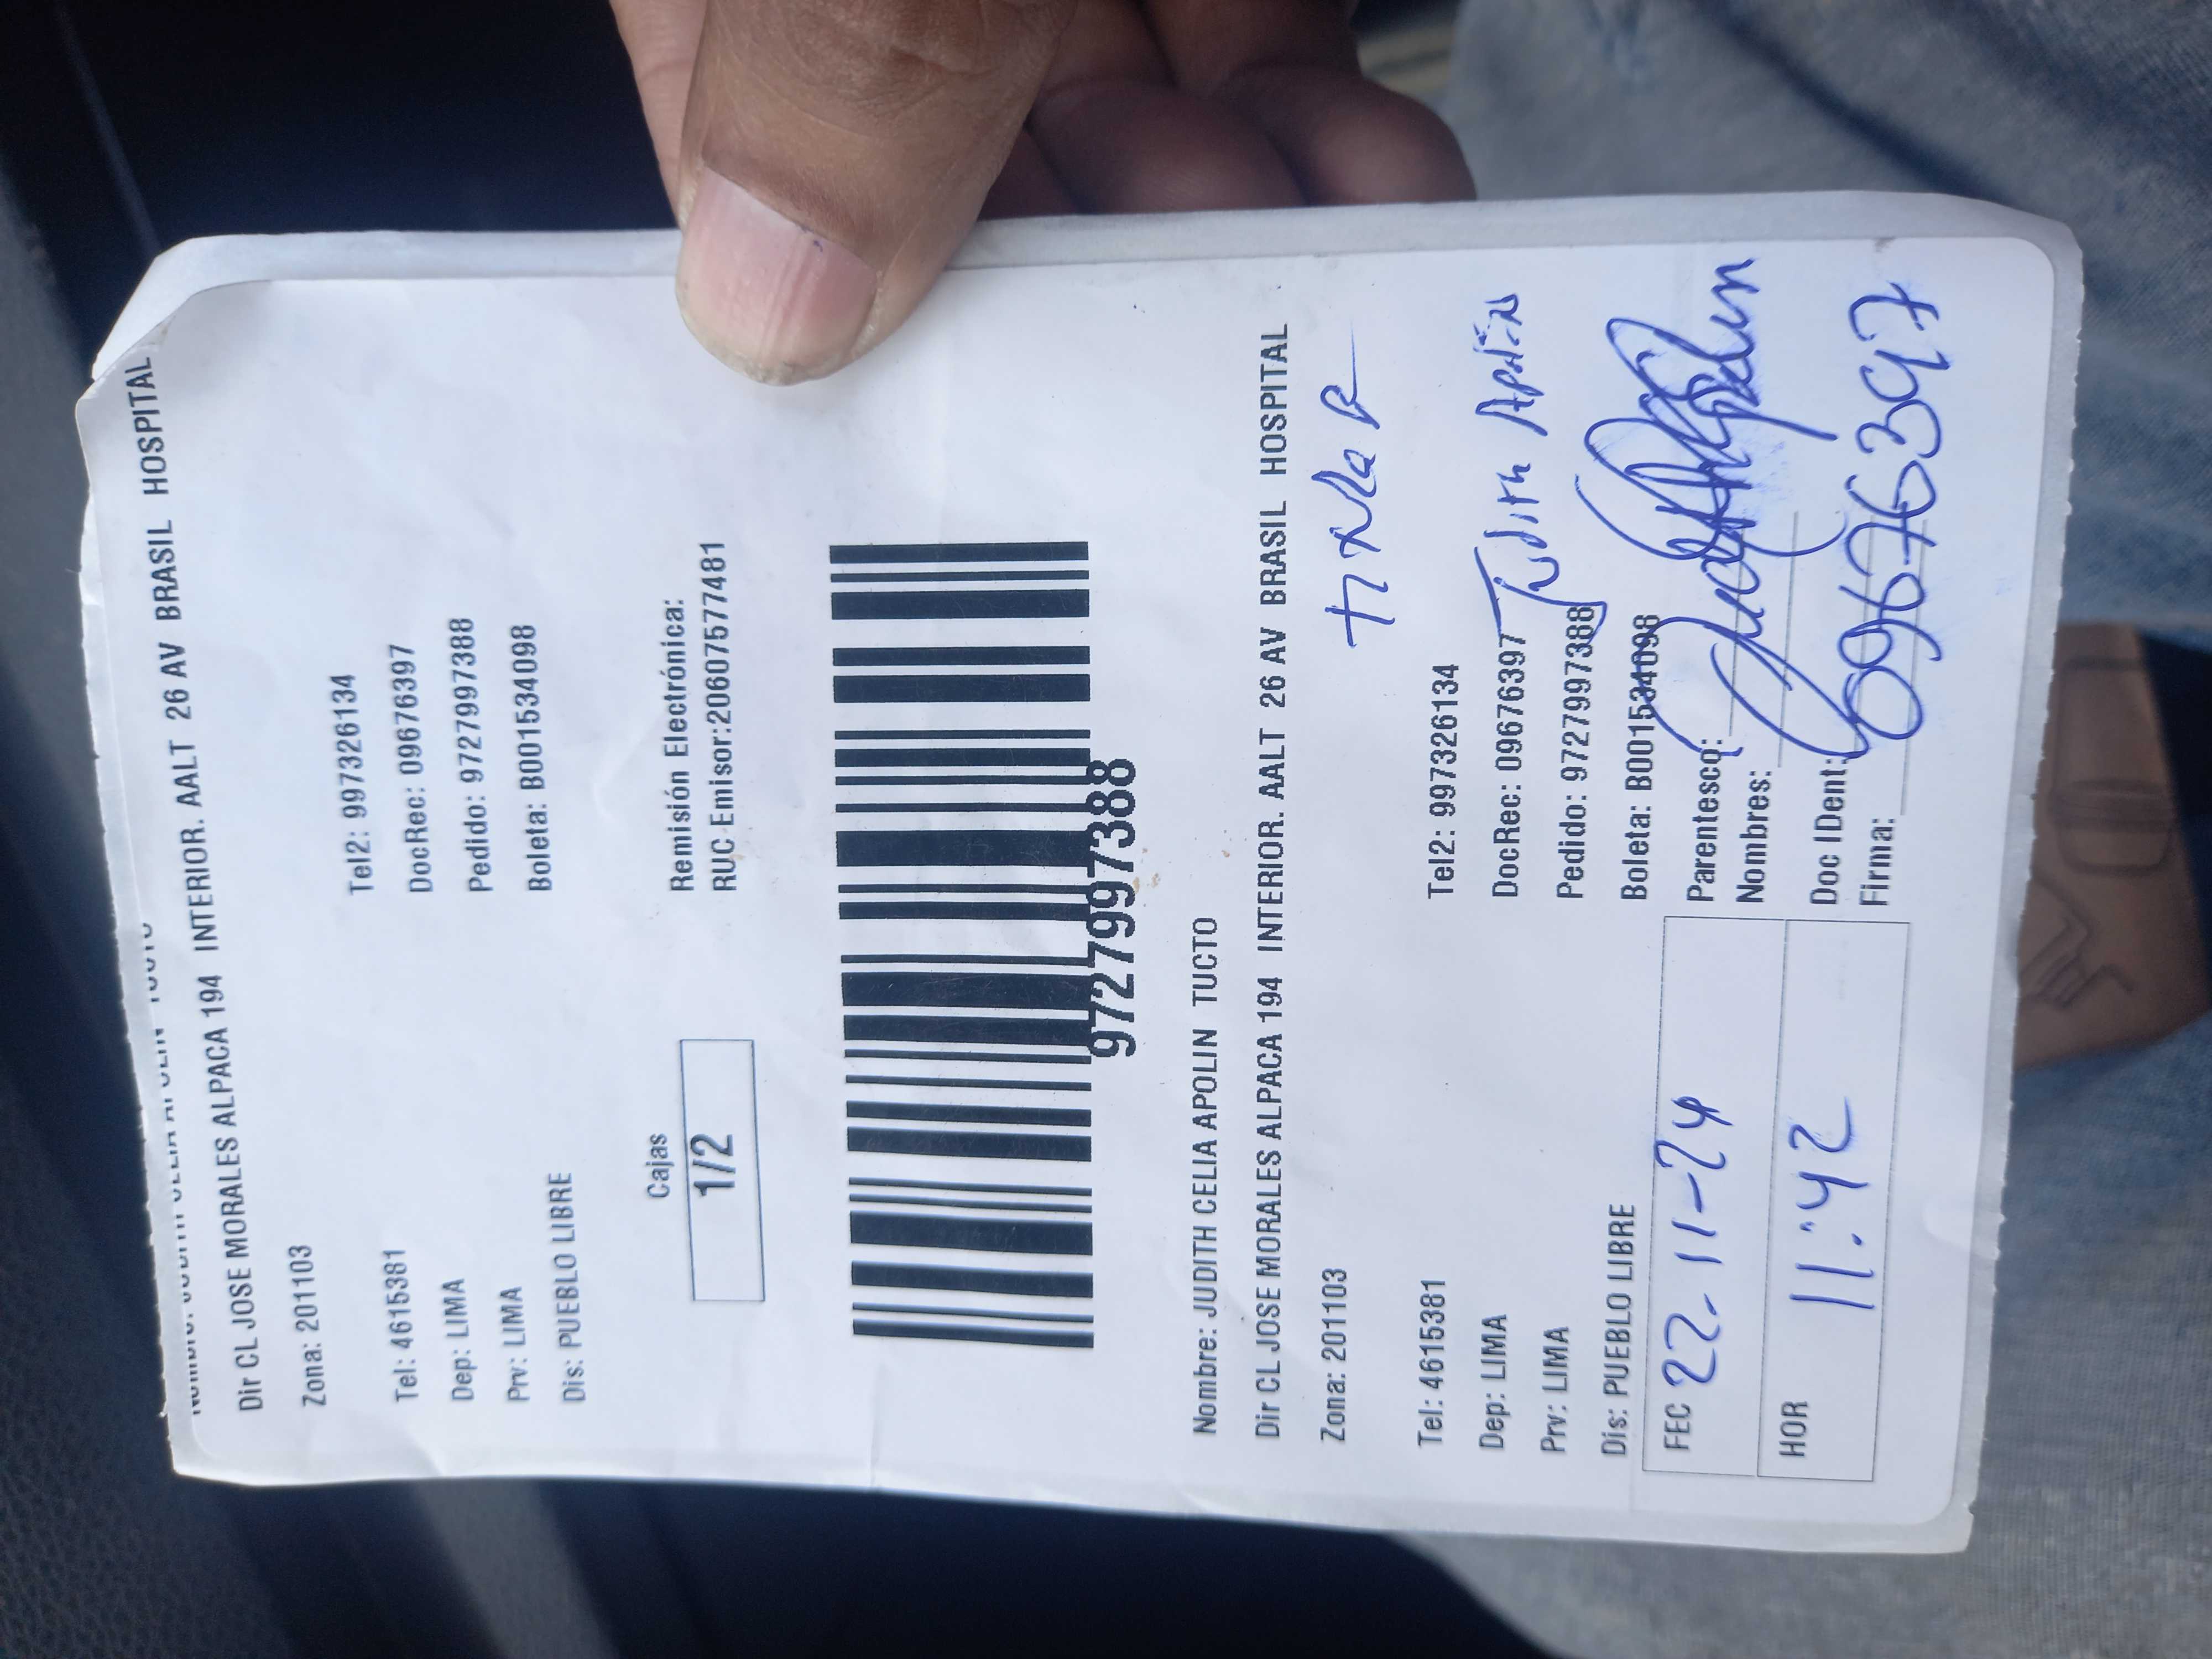 Dir CL JOSE MORALES ALPACA 194 INTERIOR. AALT 26 AV BRASIL HOSPITAL
Zona: 201103
Tel: 4615381 Tel2: 997326134
Dep: LIMA DocRec: 09676397
Prv: LIMA Pedido: 9727997388
Dis: PUEBLO LIBRE Boleta: B001534098
Cajas Remisión Electrónica:
1/2 RUC Emisor:20607577481
9727997388
Nombre: JUDITH CELIA APOLIN TUCTO
Dir CL JOSE MORALES ALPACA 194 INTERIOR. AALT 26 AV BRASIL HOSPITAL
Zona: 201103
Tel: 4615381 Tel2: 997326134
Dep: LIMA DocRec: 09676397 Judith Apolin
Prv: LIMA Pedido: 9727997388
Dis: PUEBLO LIBRE Boleta: B001534098
FEC 22-11-24 Parentesco:
Nombres:
HOR 11:42 Doc IDent: 09676397
Firma: